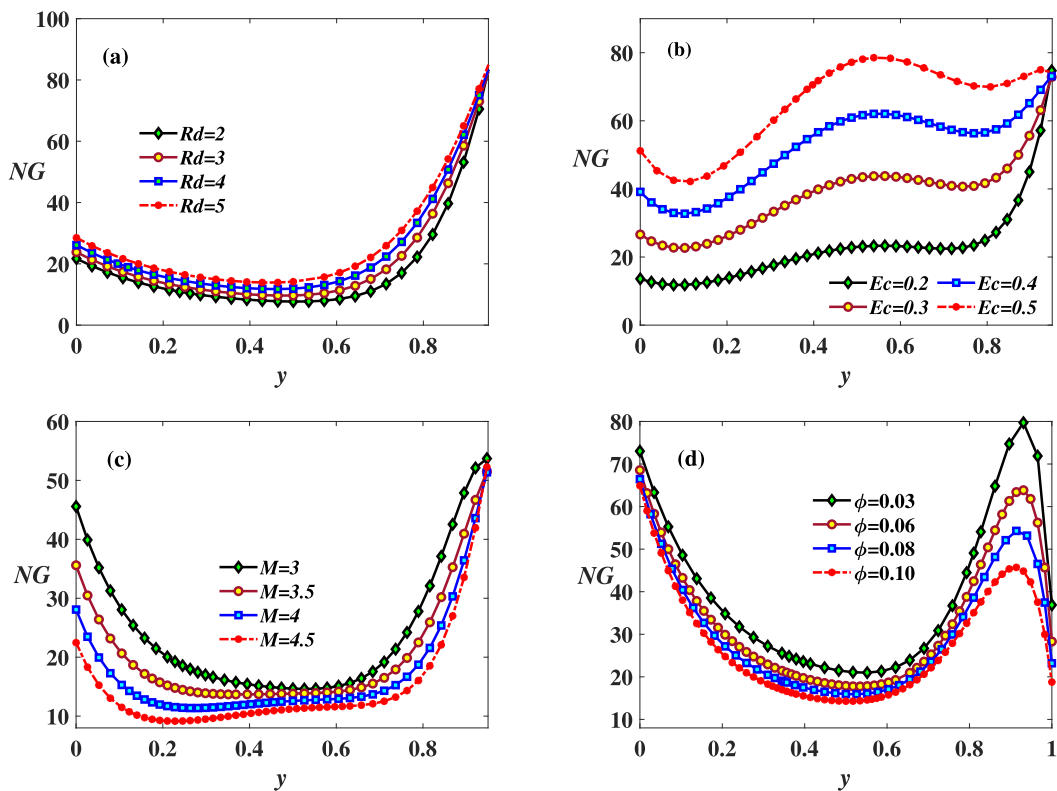 (a)
100
80
60
40
20
0
NG
Rd=2
Rd=3
Rd=4
Rd=5
0 0.2 0.4 0.6 0.8
y
(b)
80
60
40
20
0
NG
Ec=0.2 Ec=0.4
Ec=0.3 Ec=0.5
0 0.2 0.4 0.6 0.8
y
(c)
60
50
40
30
20
10
NG
M=3
M=3.5
M=4
M=4.5
0 0.2 0.4 0.6 0.8
y
(d)
80
70
60
50
40
30
20
10
NG
ϕ=0.03
ϕ=0.06
ϕ=0.08
ϕ=0.10
0 0.2 0.4 0.6 0.8 1
y